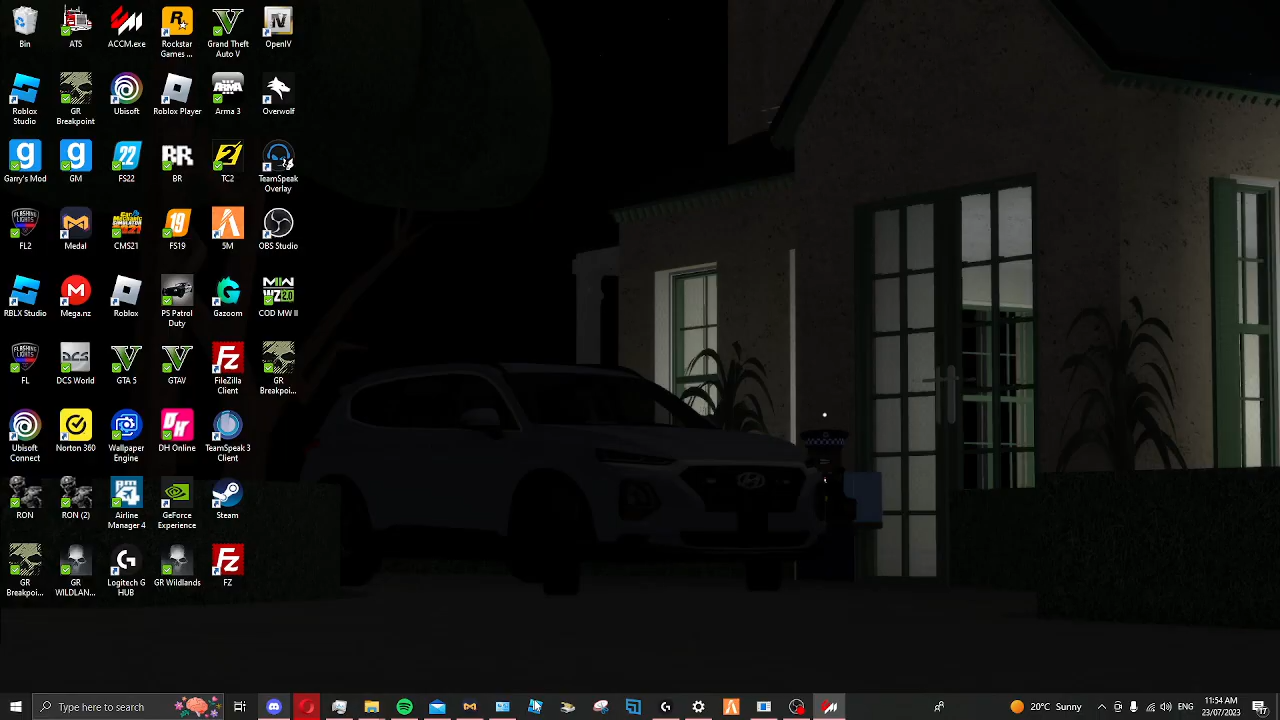 Bin
ATS
ACCM.exe
Rockstar
Games ...
Grand Theft
Auto V
OpenIV
Roblox
Studio
GR
Breakpoint
Ubisoft
Roblox Player
Arma 3
Overwolf
Garry's Mod
GM
FS22
BR
TC2
TeamSpeak
Overlay
FL2
Medal
CMS21
FS19
5M
OBS Studio
RBLX Studio
Mega.nz
Roblox
PS Patrol
Duty
Gazoom
COD MW II
FL
DCS World
GTA 5
GTAV
FileZilla
Client
GR
Breakpoi...
Ubisoft
Connect
Norton 360
Wallpaper
Engine
DH Online
TeamSpeak 3
Client
RON
RON (2)
Airline
Manager 4
GeForce
Experience
Steam
GR
Breakpoi...
GR
WILDLAN...
Logitech G
HUB
GR Wildlands
FZ
Type here to search
20°C Sunny
ENG
11:54 AM
23/07/2023